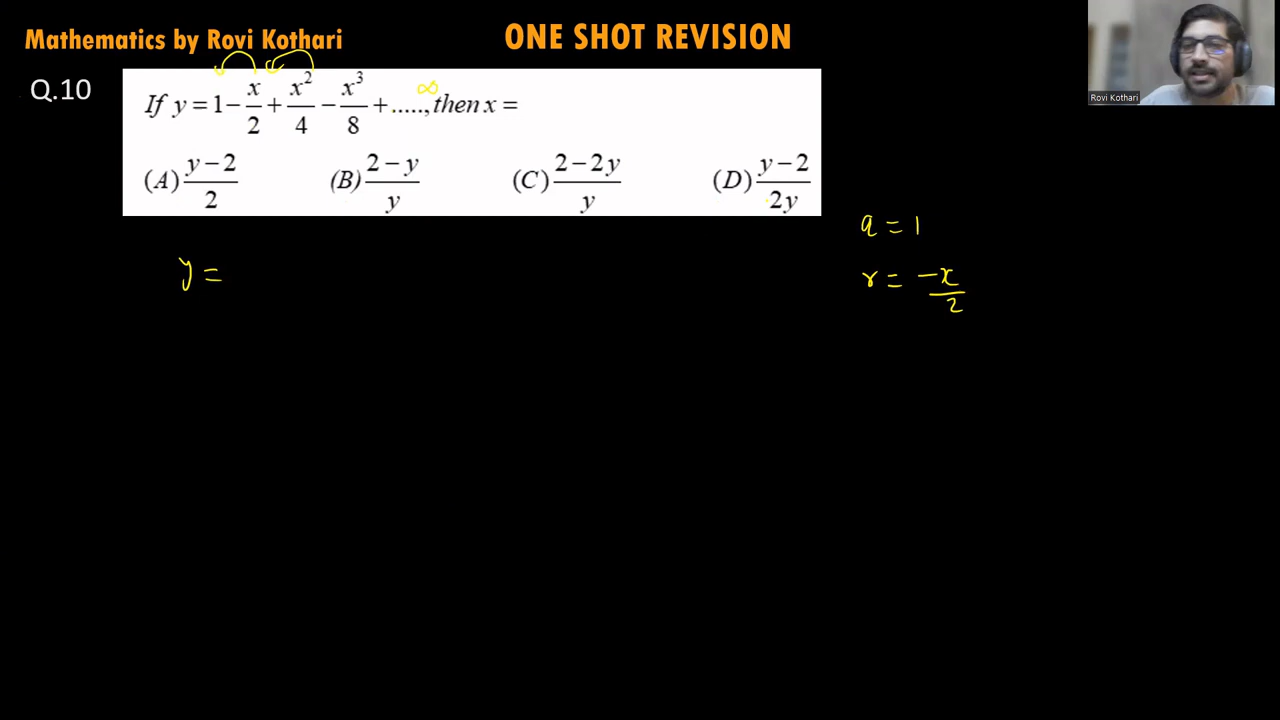 Mathematics by Rovi Kothari
ONE SHOT REVISION
Rovi Kothari
Q.10
If y = 1 − x/2 + x²/4 − x³/8 + ....., ∞ then x =
(A) y−2/2 (B) 2−y/y (C) 2−2y/y (D) y−2/2y
a = 1
y =
r = −x/2